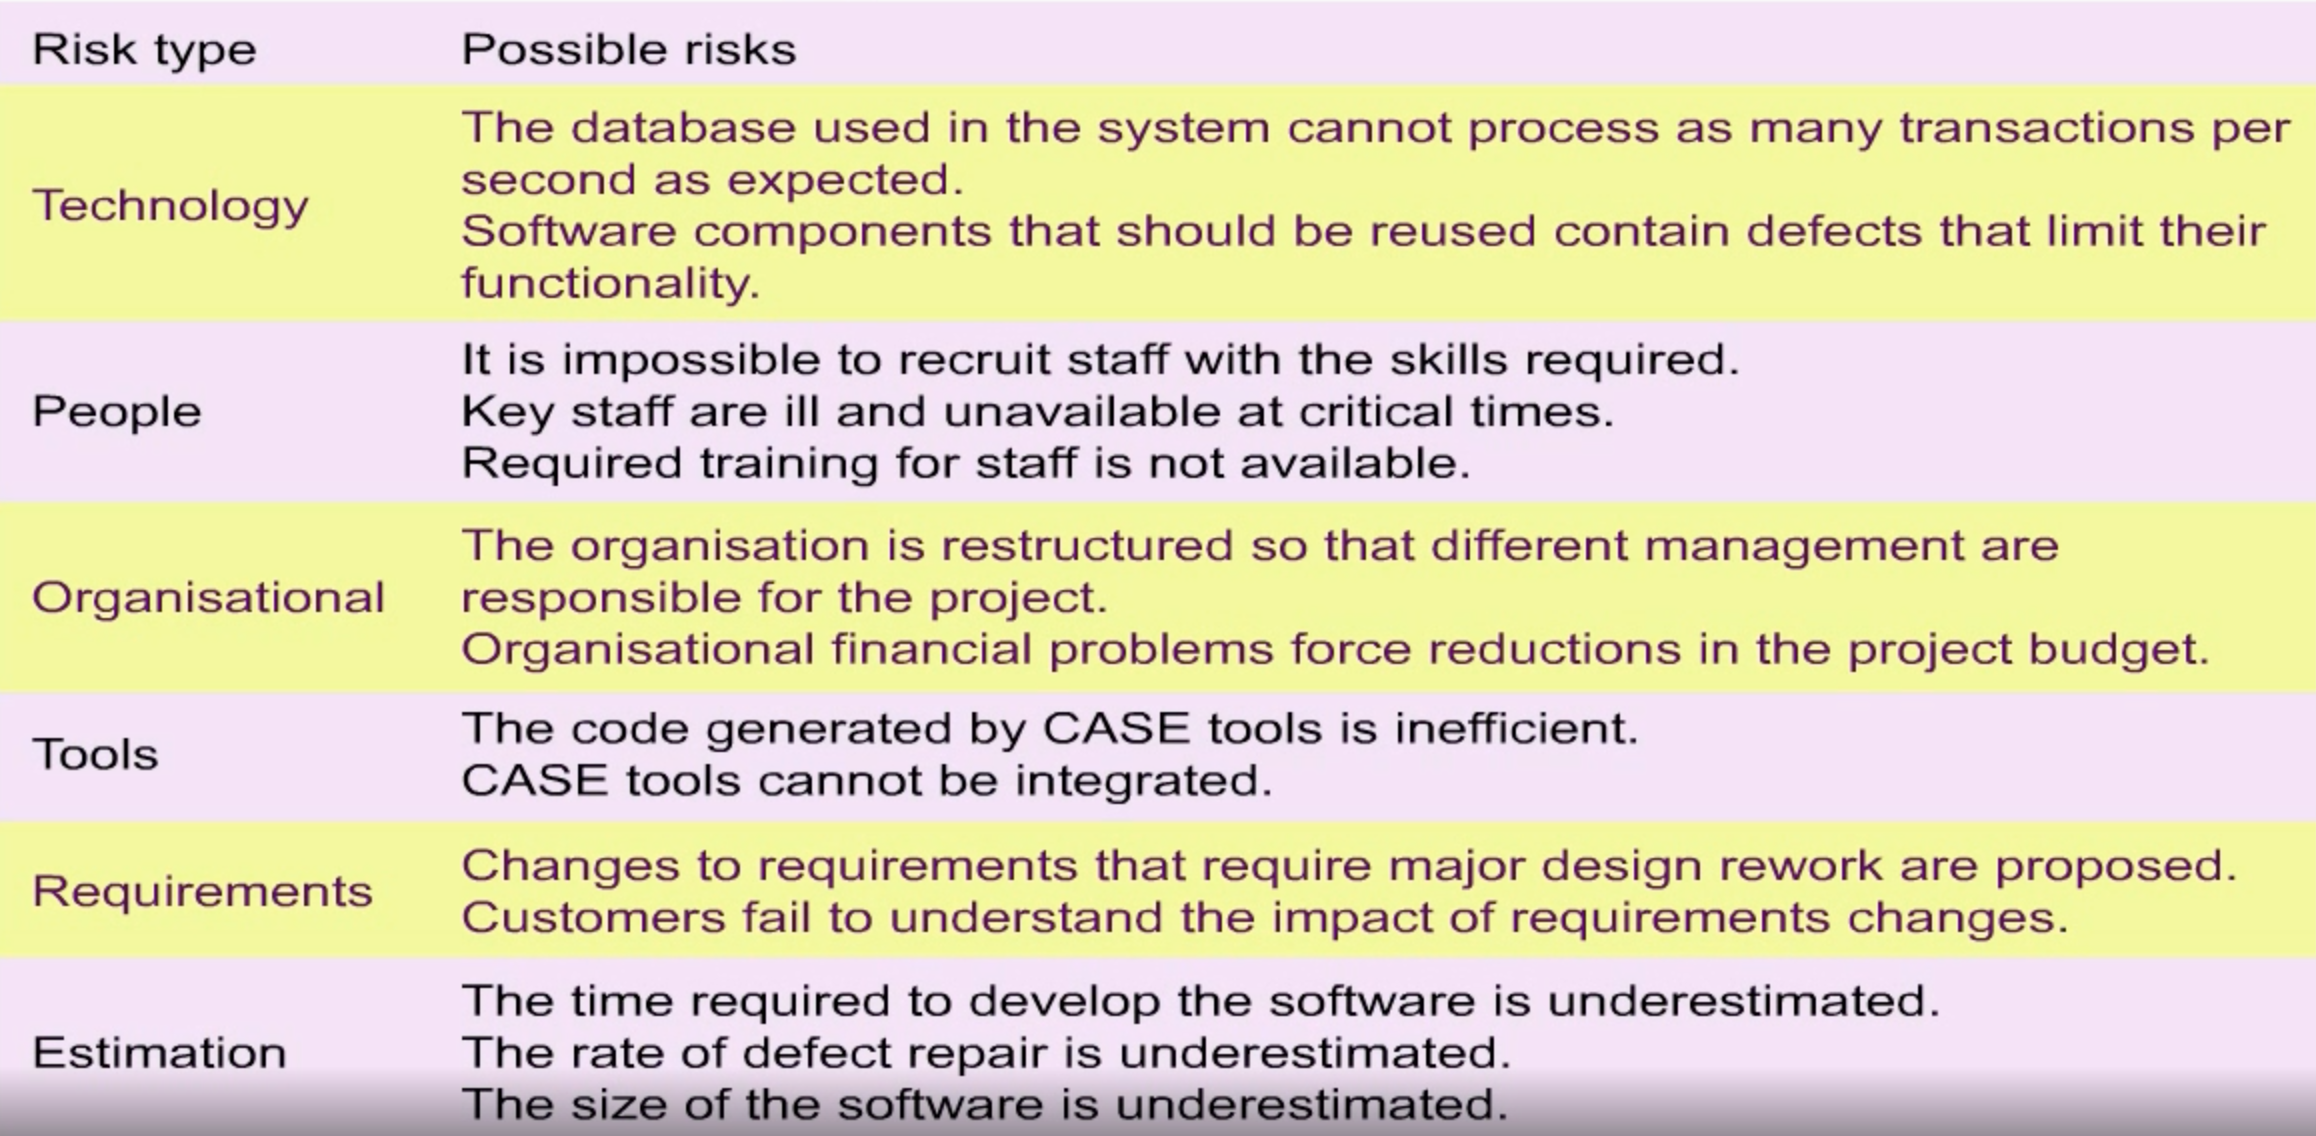 Risk type Possible risks
The database used in the system cannot process as many transactions per
second as expected.
Technology
Software components that should be reused contain defects that limit their
functionality.
It is impossible to recruit staff with the skills required.
People Key staff are ill and unavailable at critical times.
Required training for staff is not available.
The organisation is restructured so that different management are
Organisational responsible for the project.
Organisational financial problems force reductions in the project budget.
Tools
The code generated by CASE tools is inefficient.
CASE tools cannot be integrated.
Requirements
Changes to requirements that require major design rework are proposed.
Customers fail to understand the impact of requirements changes.
The time required to develop the software is underestimated.
Estimation The rate of defect repair is underestimated.
The size of the software is underestimated.